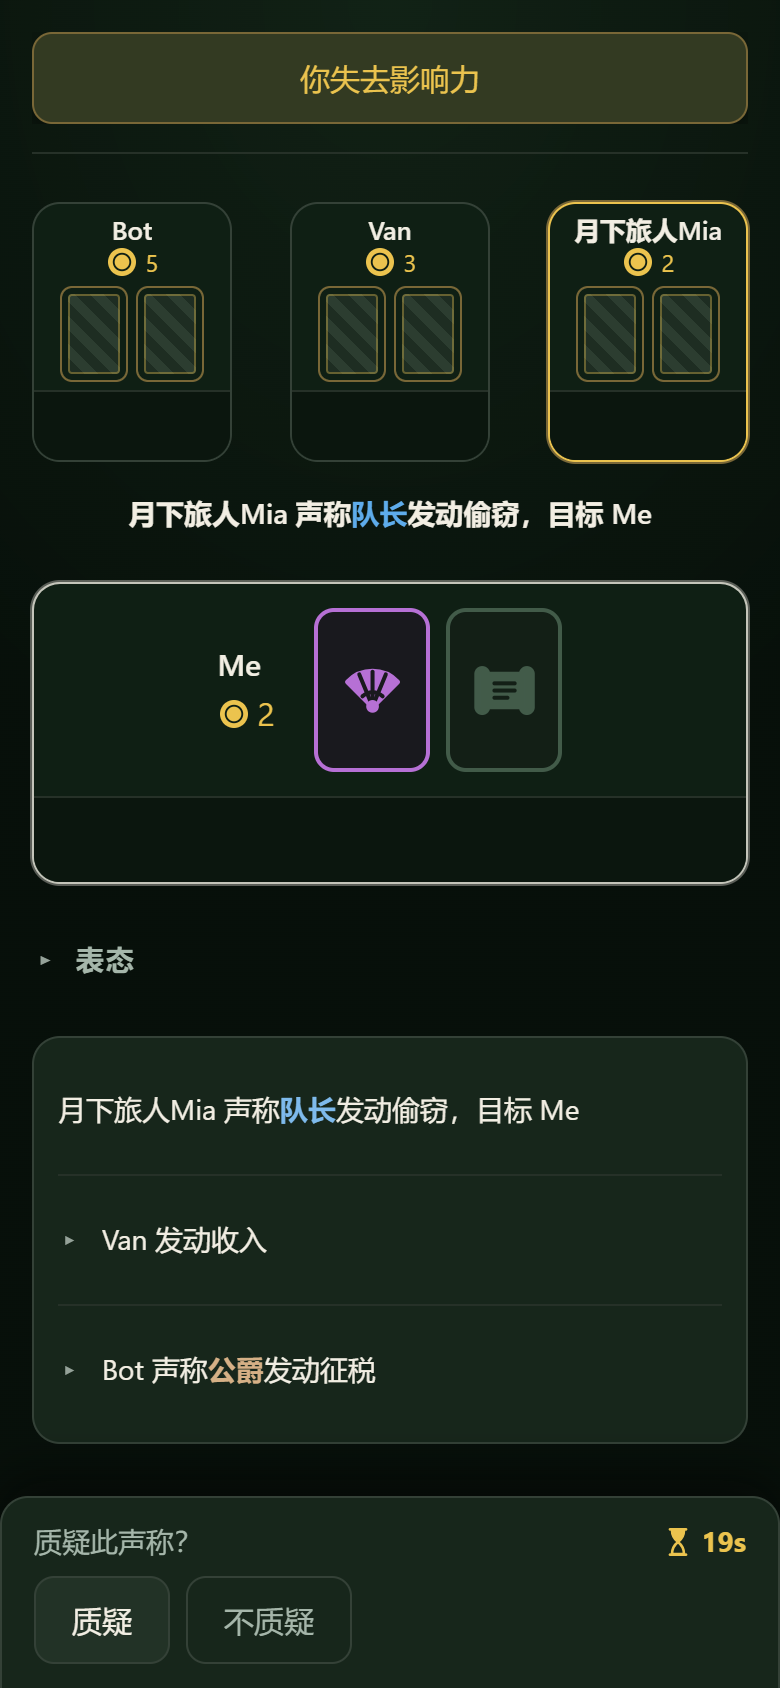 你失去影响力
Bot
5
Van
3
月下旅人Mia
2
月下旅人Mia 声称队长发动偷窃，目标 Me
Me
2
表态
月下旅人Mia 声称队长发动偷窃，目标 Me
Van 发动收入
Bot 声称公爵发动征税
质疑此声称?
19s
质疑
不质疑